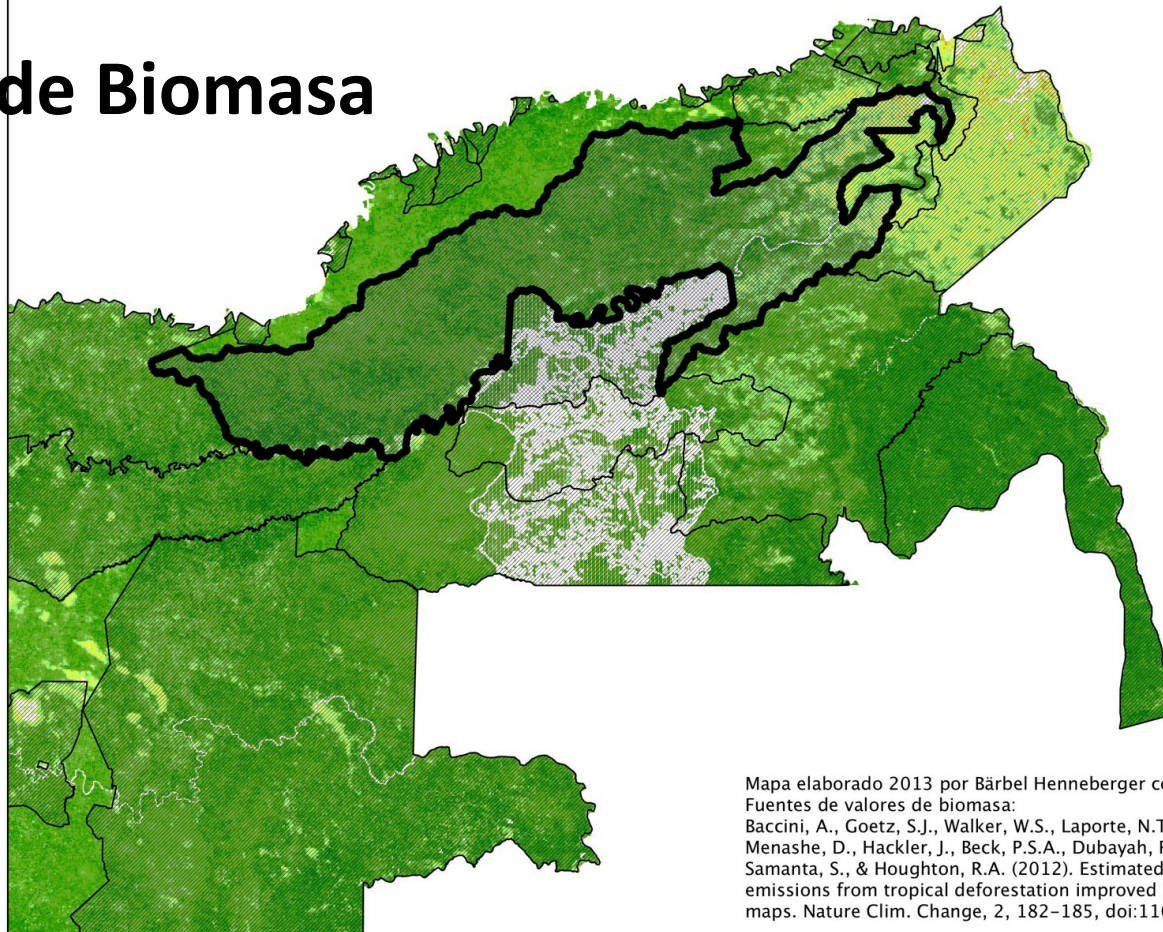 de Biomasa
Mapa elaborado 2013 por Bärbel Henneberger
Fuentes de valores de biomasa:
Baccini, A., Goetz, S.J., Walker, W.S., Laporte, N.T
Menashe, D., Hackler, J., Beck, P.S.A., Dubayah,
Samanta, S., & Houghton, R.A. (2012). Estimated
emissions from tropical deforestation improved
maps. Nature Clim. Change, 2, 182-185,